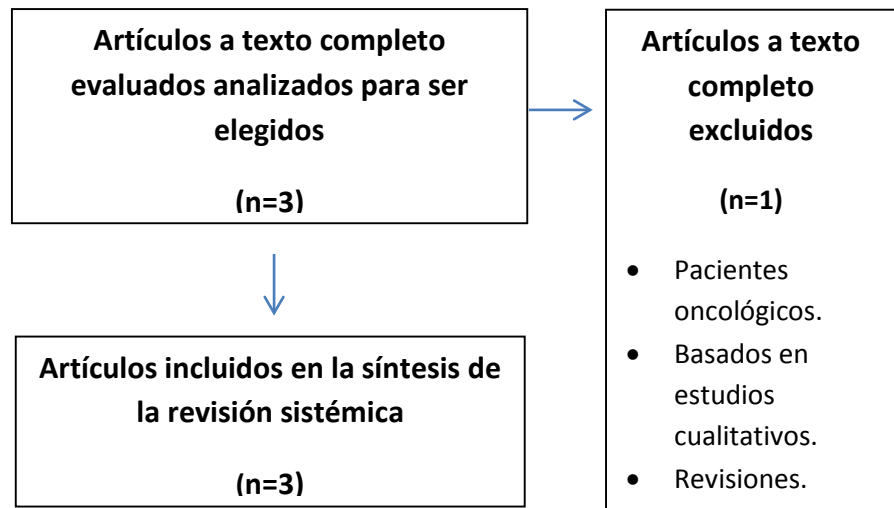 Artículos a texto completo
evaluados analizados para ser
elegidos
(n=3)
Artículos a texto
completo
excluidos
(n=1)
• Pacientes
oncológicos.
• Basados en
estudios
cualitativos.
• Revisiones.
Artículos incluidos en la síntesis de
la revisión sistémica
(n=3)